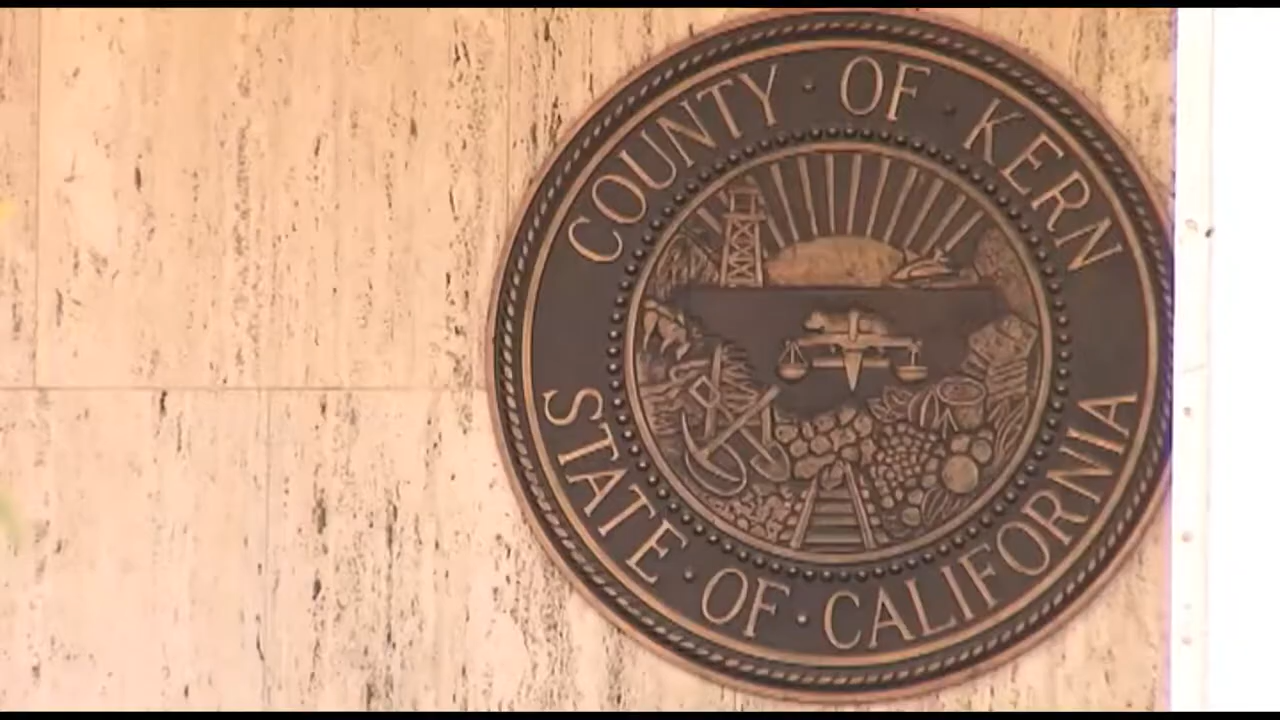 COUNTY · OF · KERN
STATE · OF · CALIFORNIA